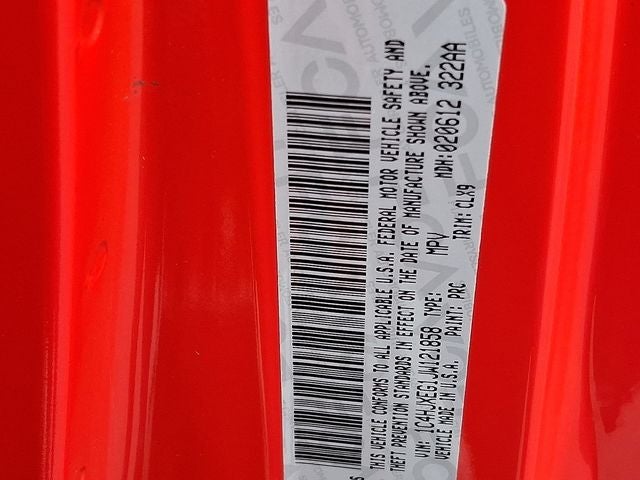 THIS VEHICLE CONFORMS TO ALL APPLICABLE U.S.A. FEDERAL MOTOR VEHICLE SAFETY AND
THEFT PREVENTION STANDARDS IN EFFECT ON THE DATE OF MANUFACTURE SHOWN ABOVE.
VIN: 1C4HJXEG1JW121858 TYPE: MPV MDH: 020612 322AA
VEHICLE MADE IN U.S.A. PAINT: PRC TRIM: CLX9